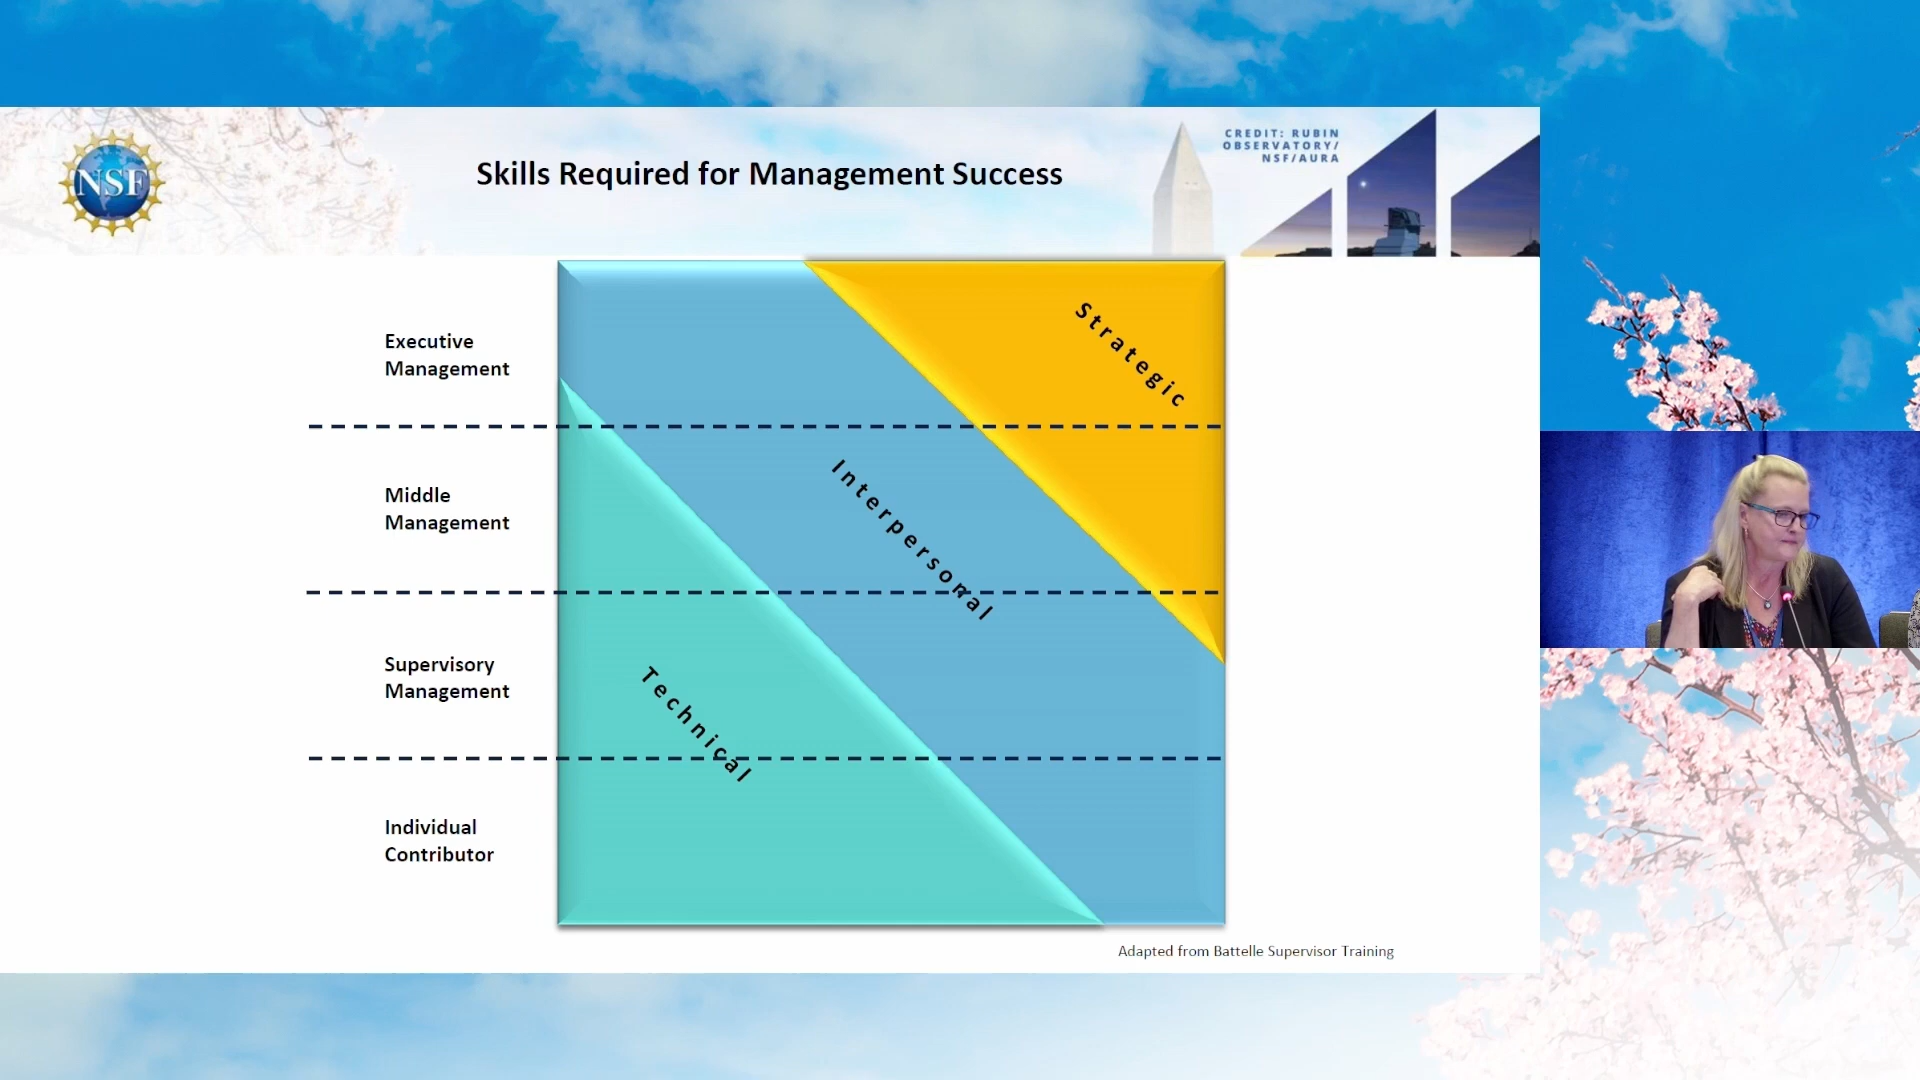 NSF
Skills Required for Management Success
CREDIT: RUBIN
OBSERVATORY/
NSF/AURA
Executive
Management
Strategic
Middle
Management
Interpersonal
Supervisory
Management
Technical
Individual
Contributor
Adapted from Battelle Supervisor Training